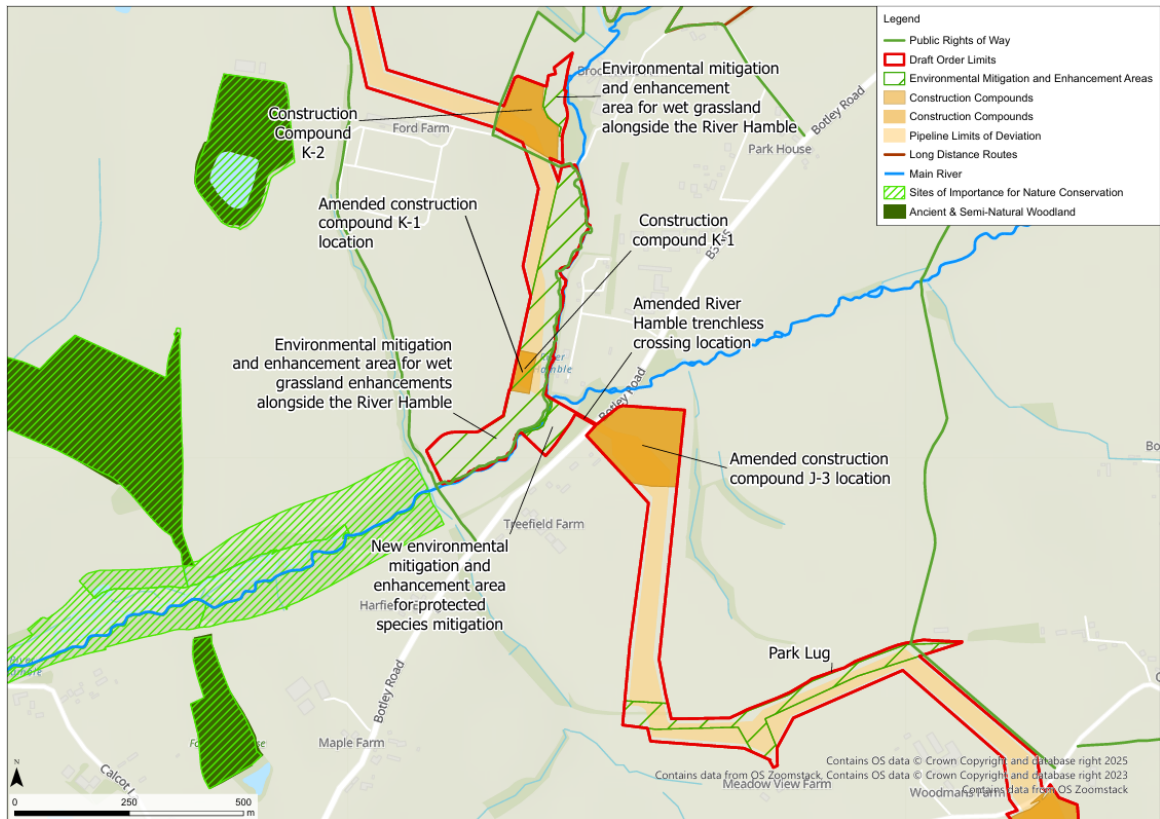 Legend
Public Rights of Way
Draft Order Limits
Environmental Mitigation and Enhancement Areas
Construction Compounds
Construction Compounds
Pipeline Limits of Deviation
Long Distance Routes
Main River
Sites of Importance for Nature Conservation
Ancient & Semi-Natural Woodland
Environmental mitigation
and enhancement
area for wet grassland
alongside the River Hamble
Botley Road
Construction
Compound
K-2
Ford Farm
Park House
Amended construction
compound K-1
location
Construction
compound K-1
Amended River
Hamble trenchless
crossing location
Environmental mitigation
and enhancement area for wet
grassland enhancements
alongside the River Hamble
Botley Road
Amended construction
compound J-3 location
Treefield Farm
New environmental
mitigation and
enhancement area
for protected
species mitigation
Park Lug
Botley Road
Maple Farm
Contains OS data © Crown Copyright and database right 2025
Contains data from OS Zoomstack, Contains OS data © Crown Copyright and database right 2023
Contains data from OS Zoomstack
Meadow View Farm
Woodmans Farm
N
0 250 500
m